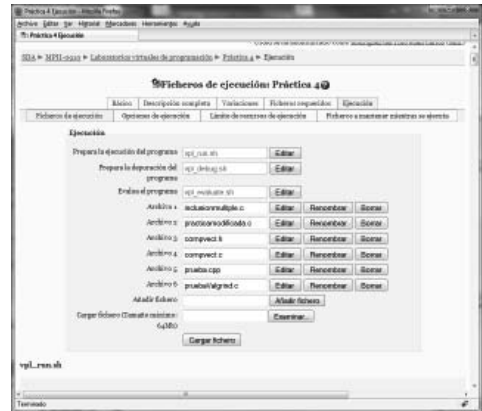 Práctica 4 Ejecución - Mozilla Firefox
Archivo Editar Ver Historial Marcadores Herramientas Ayuda
Práctica 4 Ejecución
SDA ► MPII-0910 ► Laboratorios virtuales de programación ► Práctica 4 ► Ejecución
Ficheros de ejecución: Práctica 4
Básico Descripción completa Variaciones Ficheros requeridos Ejecución
Ficheros de ejecución Opciones de ejecución Límite de recursos de ejecución Ficheros a mantener mientras se ejecuta
Ejecución
Prepara la ejecución del programa vpl_run.sh Editar
Prepara la depuración del programa vpl_debug.sh Editar
Evalua el programa vpl_evaluate.sh Editar
Archivo 1 inclusionmultiple.c Editar Renombrar Borrar
Archivo 2 practicamodificada.c Editar Renombrar Borrar
Archivo 3 compvect.h Editar Renombrar Borrar
Archivo 4 compvect.c Editar Renombrar Borrar
Archivo 5 prueba.cpp Editar Renombrar Borrar
Archivo 6 Editar Renombrar Borrar
Añadir fichero Añadir fichero
Cargar fichero (Tamaño máximo: 64Mb) Examinar...
Cargar fichero
vpl_run.sh
Terminado